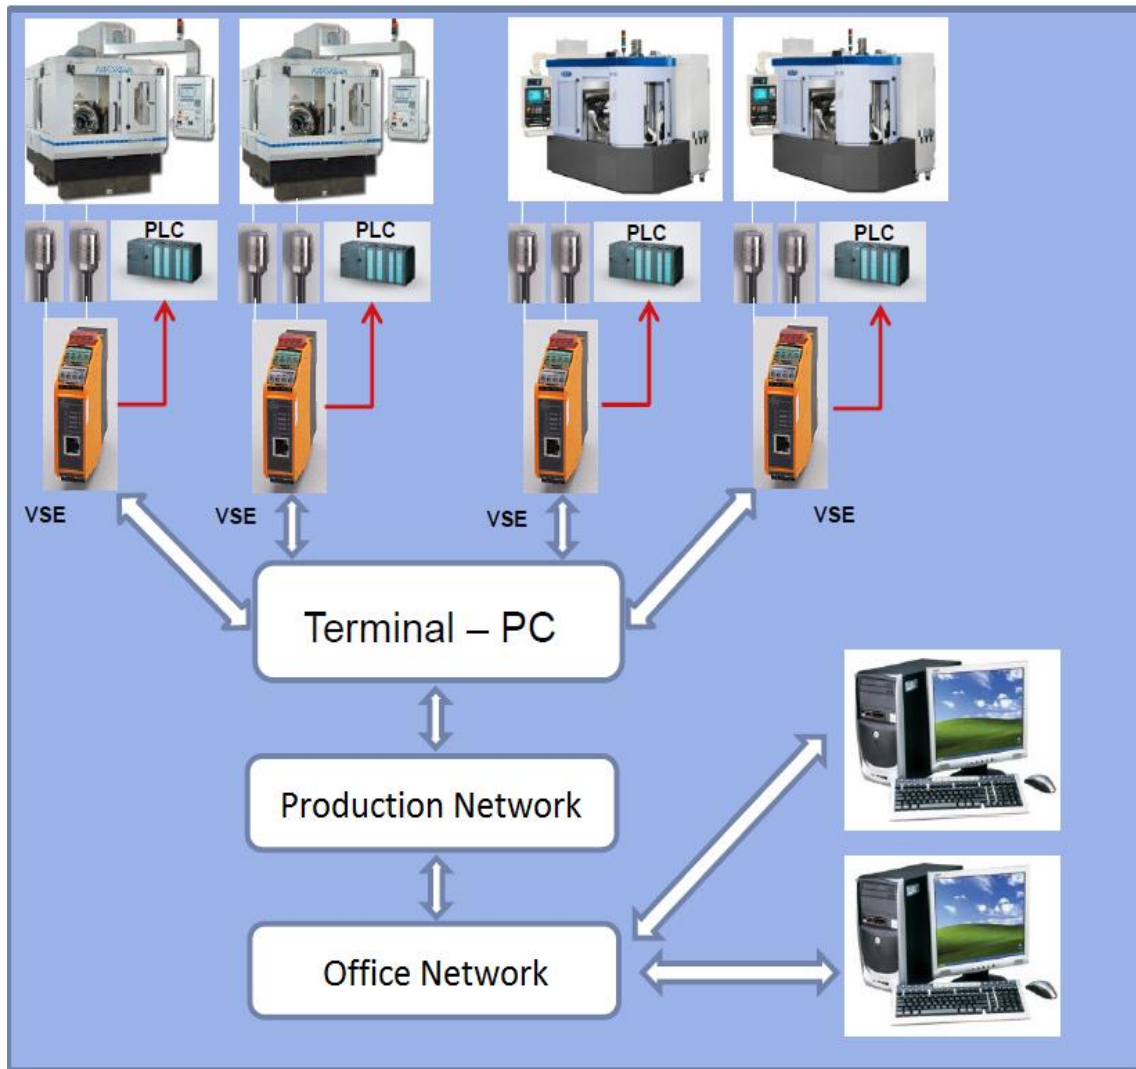 PLC
PLC
PLC
PLC
VSE
VSE
VSE
VSE
Terminal – PC
Production Network
Office Network